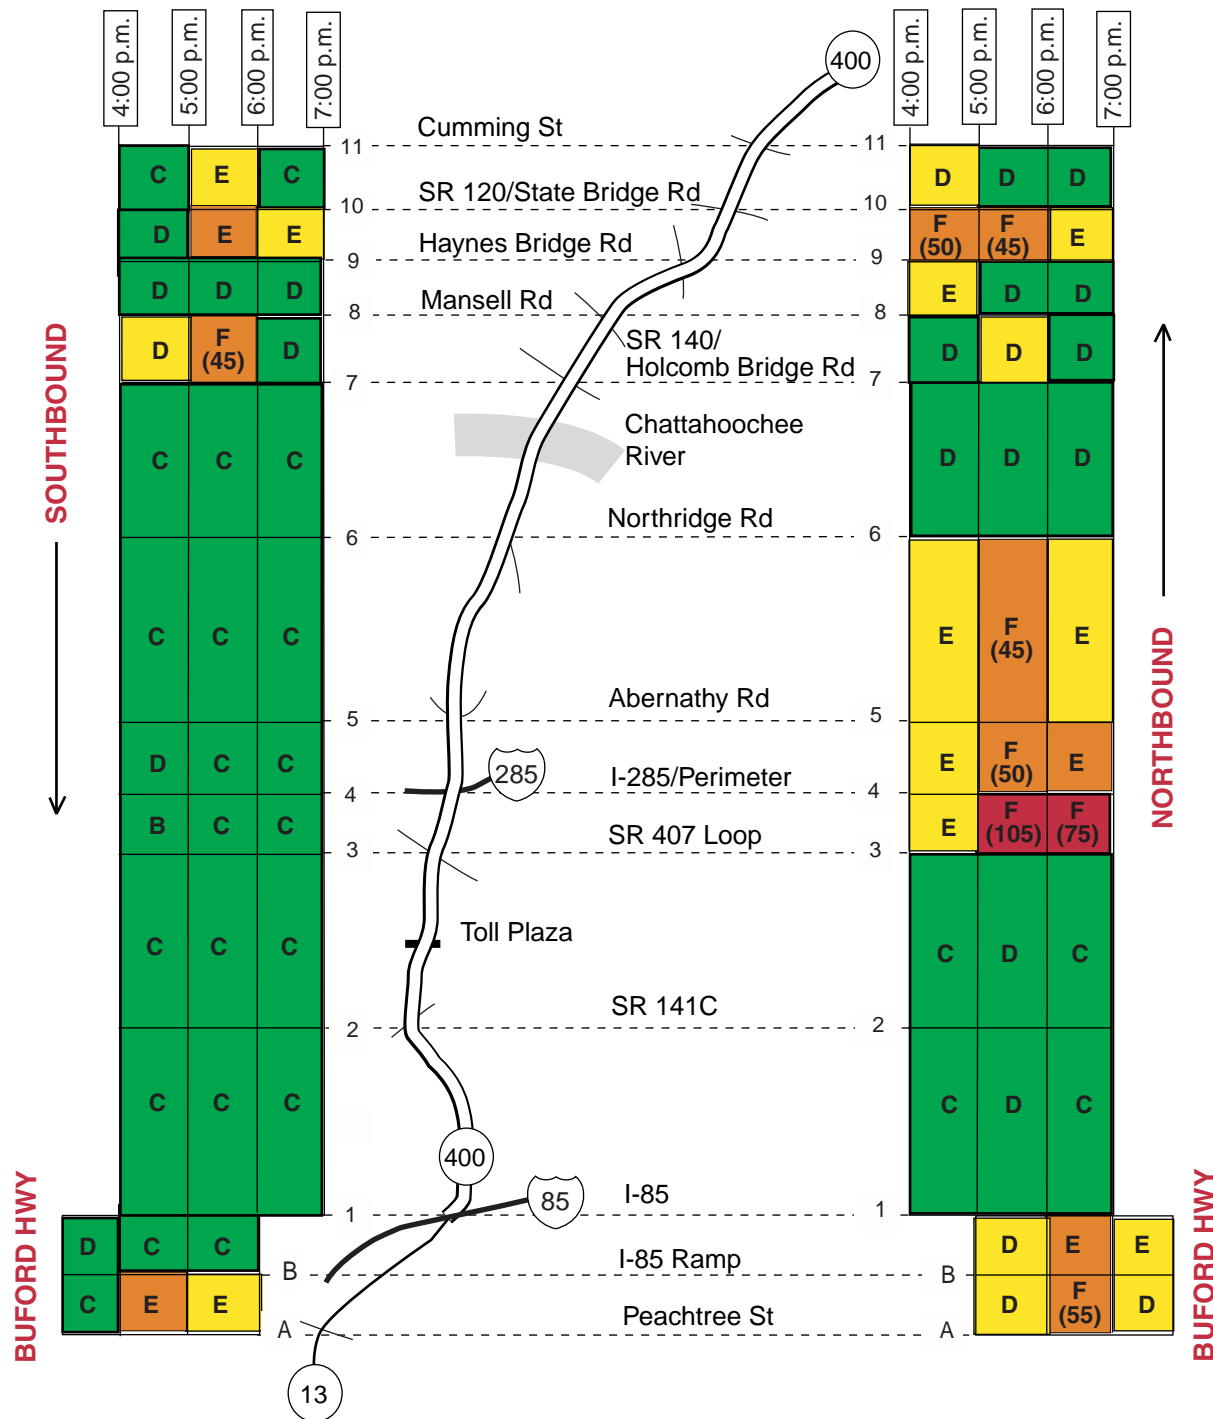 4:00 p.m. 5:00 p.m. 6:00 p.m. 7:00 p.m. 400 4:00 p.m. 5:00 p.m. 6:00 p.m. 7:00 p.m.
11 Cumming St 11
C E C D D D
10 SR 120/State Bridge Rd 10
D E E F (50) F (45) E
9 Haynes Bridge Rd 9
D D D E D D
8 Mansell Rd 8
D F (45) D D D D
SR 140/
Holcomb Bridge Rd
7 7
Chattahoochee
River
C C C D D D
SOUTHBOUND
6 Northridge Rd 6
C C C E F (45) E
NORTHBOUND
5 Abernathy Rd 5
D C C 285 E F (50) E
4 I-285/Perimeter 4
B C C E F (105) F (75)
3 SR 407 Loop 3
Toll Plaza
C C C C D C
2 SR 141C 2
C C C C D C
400
85
1 I-85 1
BUFORD HWY
D C C D E E
B I-85 Ramp B
C E E D F (55) D
A Peachtree St A
BUFORD HWY
13